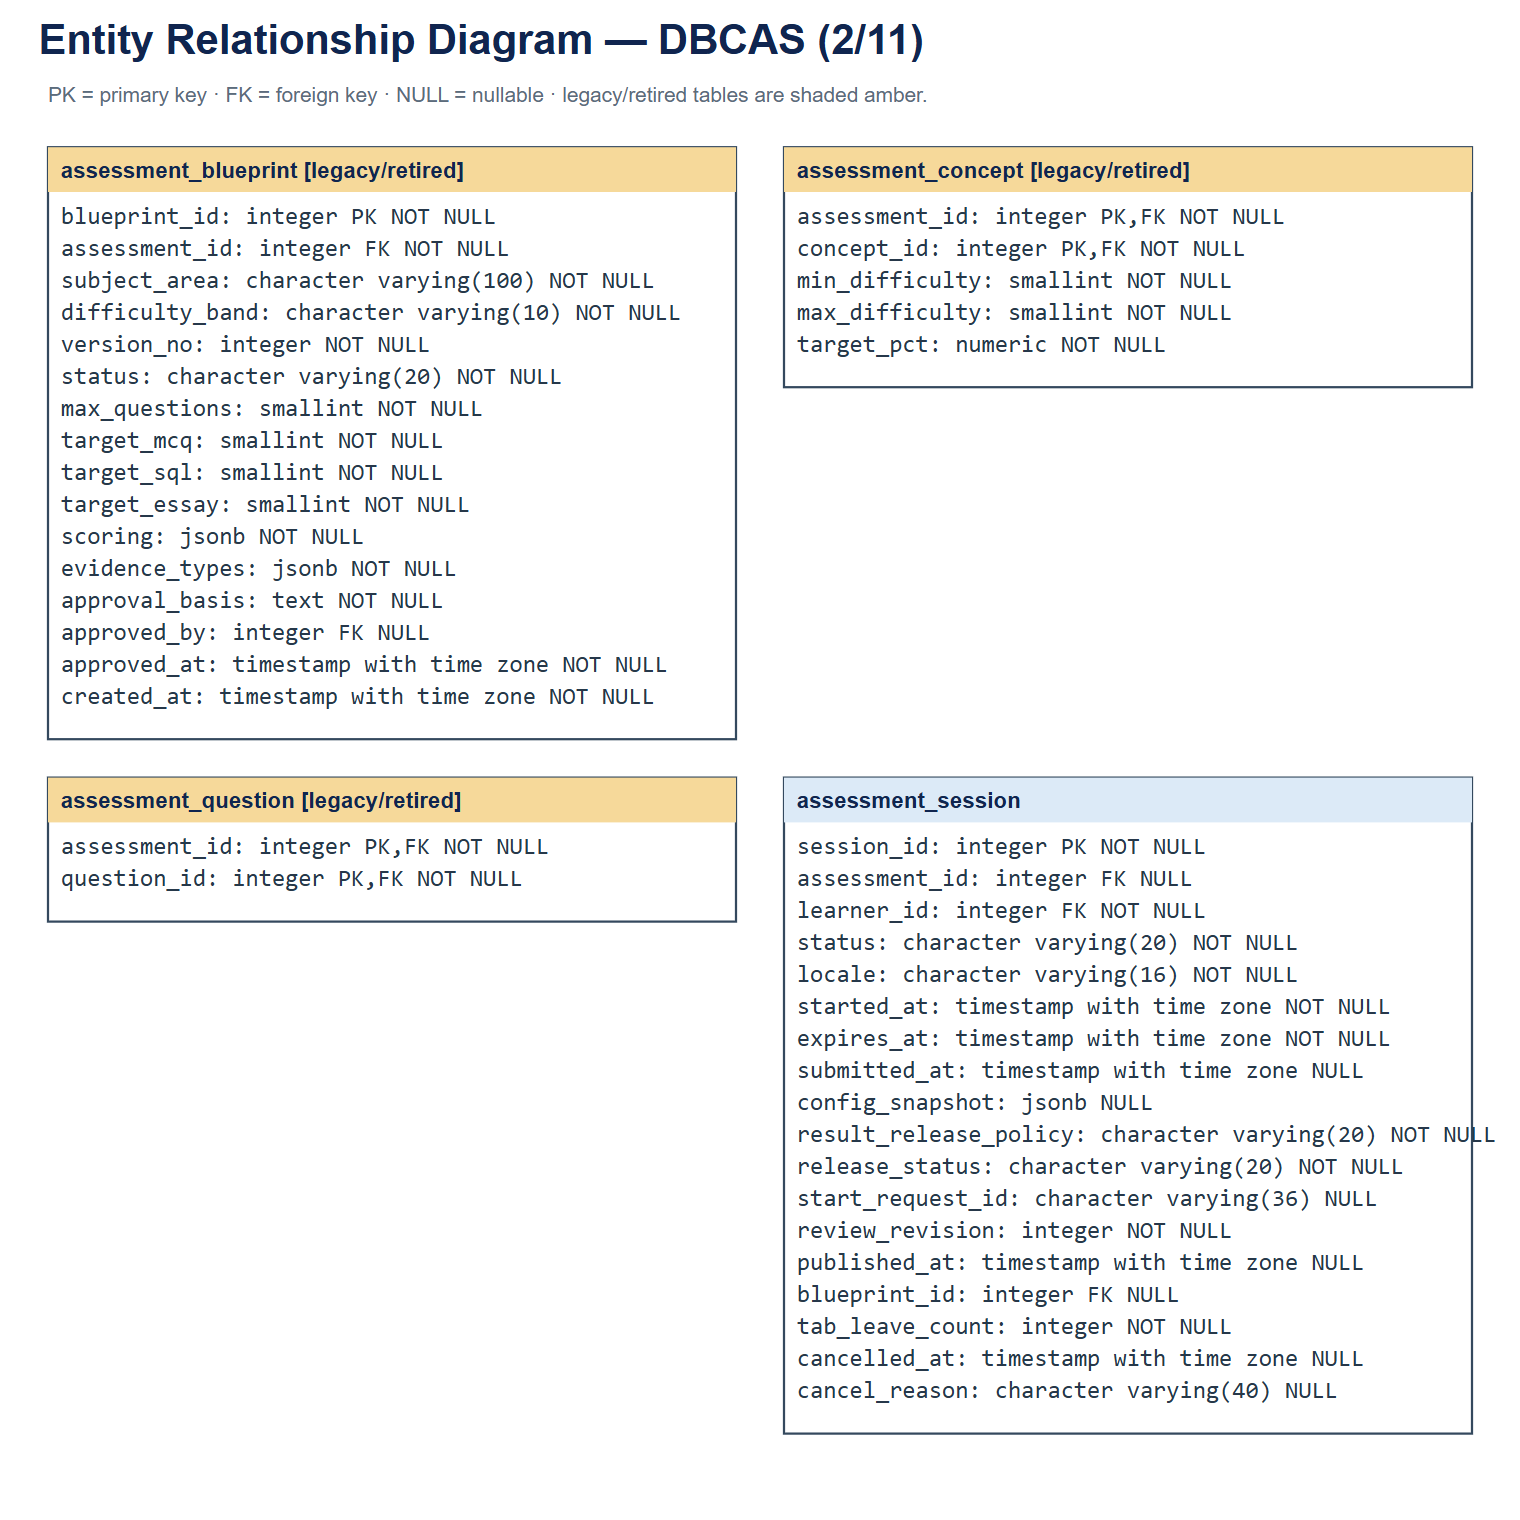 Entity Relationship Diagram — DBCAS (2/11)
PK = primary key · FK = foreign key · NULL = nullable · legacy/retired tables are shaded amber.
assessment_blueprint [legacy/retired]
blueprint_id: integer PK NOT NULL
assessment_id: integer FK NOT NULL
subject_area: character varying(100) NOT NULL
difficulty_band: character varying(10) NOT NULL
version_no: integer NOT NULL
status: character varying(20) NOT NULL
max_questions: smallint NOT NULL
target_mcq: smallint NOT NULL
target_sql: smallint NOT NULL
target_essay: smallint NOT NULL
scoring: jsonb NOT NULL
evidence_types: jsonb NOT NULL
approval_basis: text NOT NULL
approved_by: integer FK NULL
approved_at: timestamp with time zone NOT NULL
created_at: timestamp with time zone NOT NULL
assessment_concept [legacy/retired]
assessment_id: integer PK,FK NOT NULL
concept_id: integer PK,FK NOT NULL
min_difficulty: smallint NOT NULL
max_difficulty: smallint NOT NULL
target_pct: numeric NOT NULL
assessment_question [legacy/retired]
assessment_id: integer PK,FK NOT NULL
question_id: integer PK,FK NOT NULL
assessment_session
session_id: integer PK NOT NULL
assessment_id: integer FK NULL
learner_id: integer FK NOT NULL
status: character varying(20) NOT NULL
locale: character varying(16) NOT NULL
started_at: timestamp with time zone NOT NULL
expires_at: timestamp with time zone NOT NULL
submitted_at: timestamp with time zone NULL
config_snapshot: jsonb NULL
result_release_policy: character varying(20) NOT NULL
release_status: character varying(20) NOT NULL
start_request_id: character varying(36) NULL
review_revision: integer NOT NULL
published_at: timestamp with time zone NULL
blueprint_id: integer FK NULL
tab_leave_count: integer NOT NULL
cancelled_at: timestamp with time zone NULL
cancel_reason: character varying(40) NULL